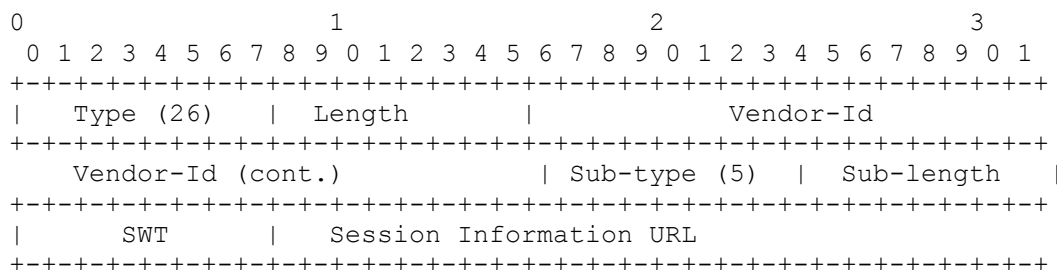 0                   1                   2                   3
 0 1 2 3 4 5 6 7 8 9 0 1 2 3 4 5 6 7 8 9 0 1 2 3 4 5 6 7 8 9 0 1
+-+-+-+-+-+-+-+-+-+-+-+-+-+-+-+-+-+-+-+-+-+-+-+-+-+-+-+-+-+-+-+
|   Type (26)   |  Length       |            Vendor-Id
+-+-+-+-+-+-+-+-+-+-+-+-+-+-+-+-+-+-+-+-+-+-+-+-+-+-+-+-+-+-+-+
    Vendor-Id (cont.)            | Sub-type (5)  |  Sub-length   |
+-+-+-+-+-+-+-+-+-+-+-+-+-+-+-+-+-+-+-+-+-+-+-+-+-+-+-+-+-+-+-+
|      SWT      |   Session Information URL
+-+-+-+-+-+-+-+-+-+-+-+-+-+-+-+-+-+-+-+-+-+-+-+-+-+-+-+-+-+-+-+